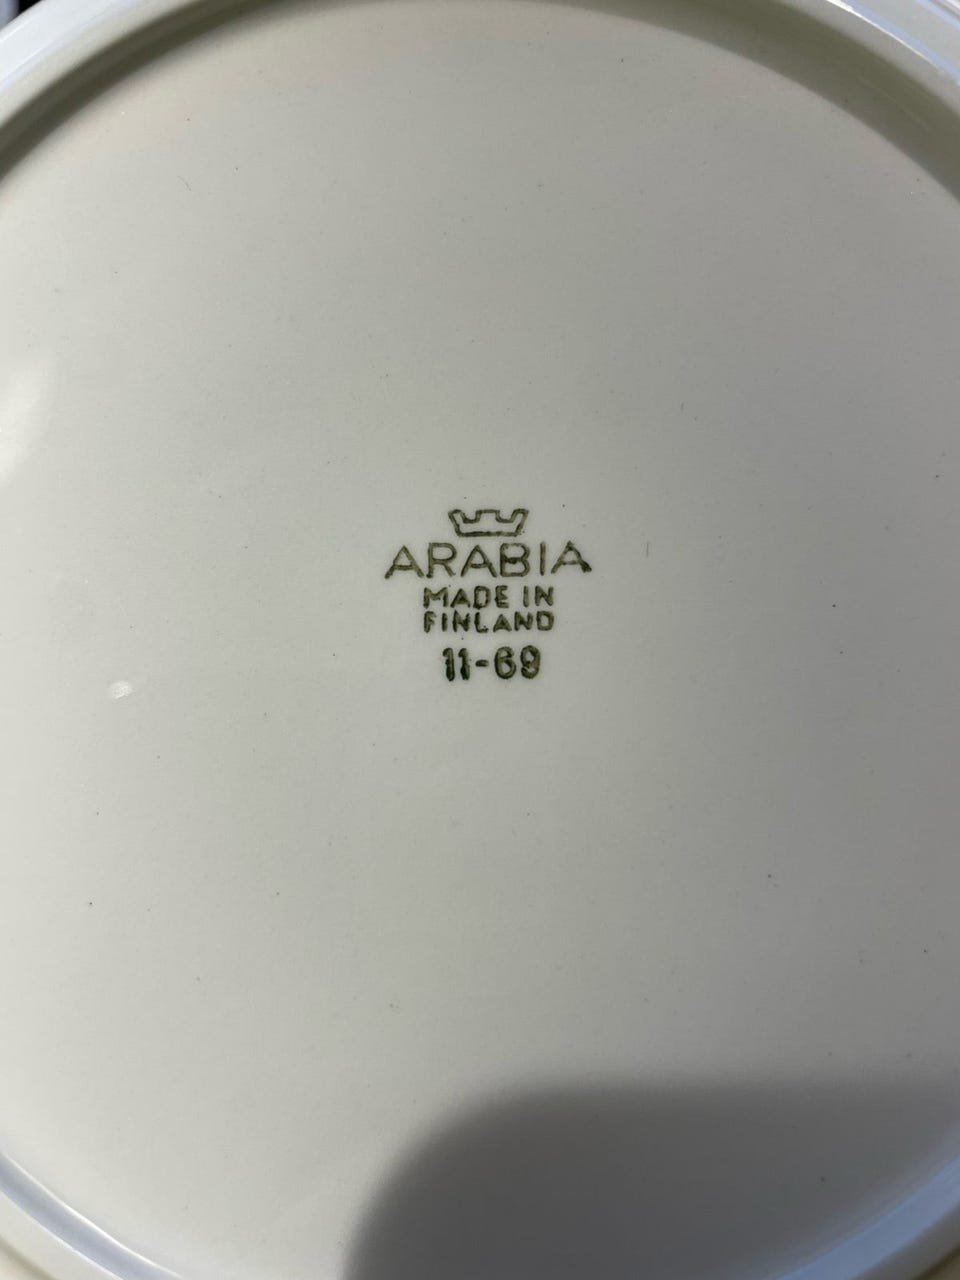 ARABIA
MADE IN
FINLAND
11-69